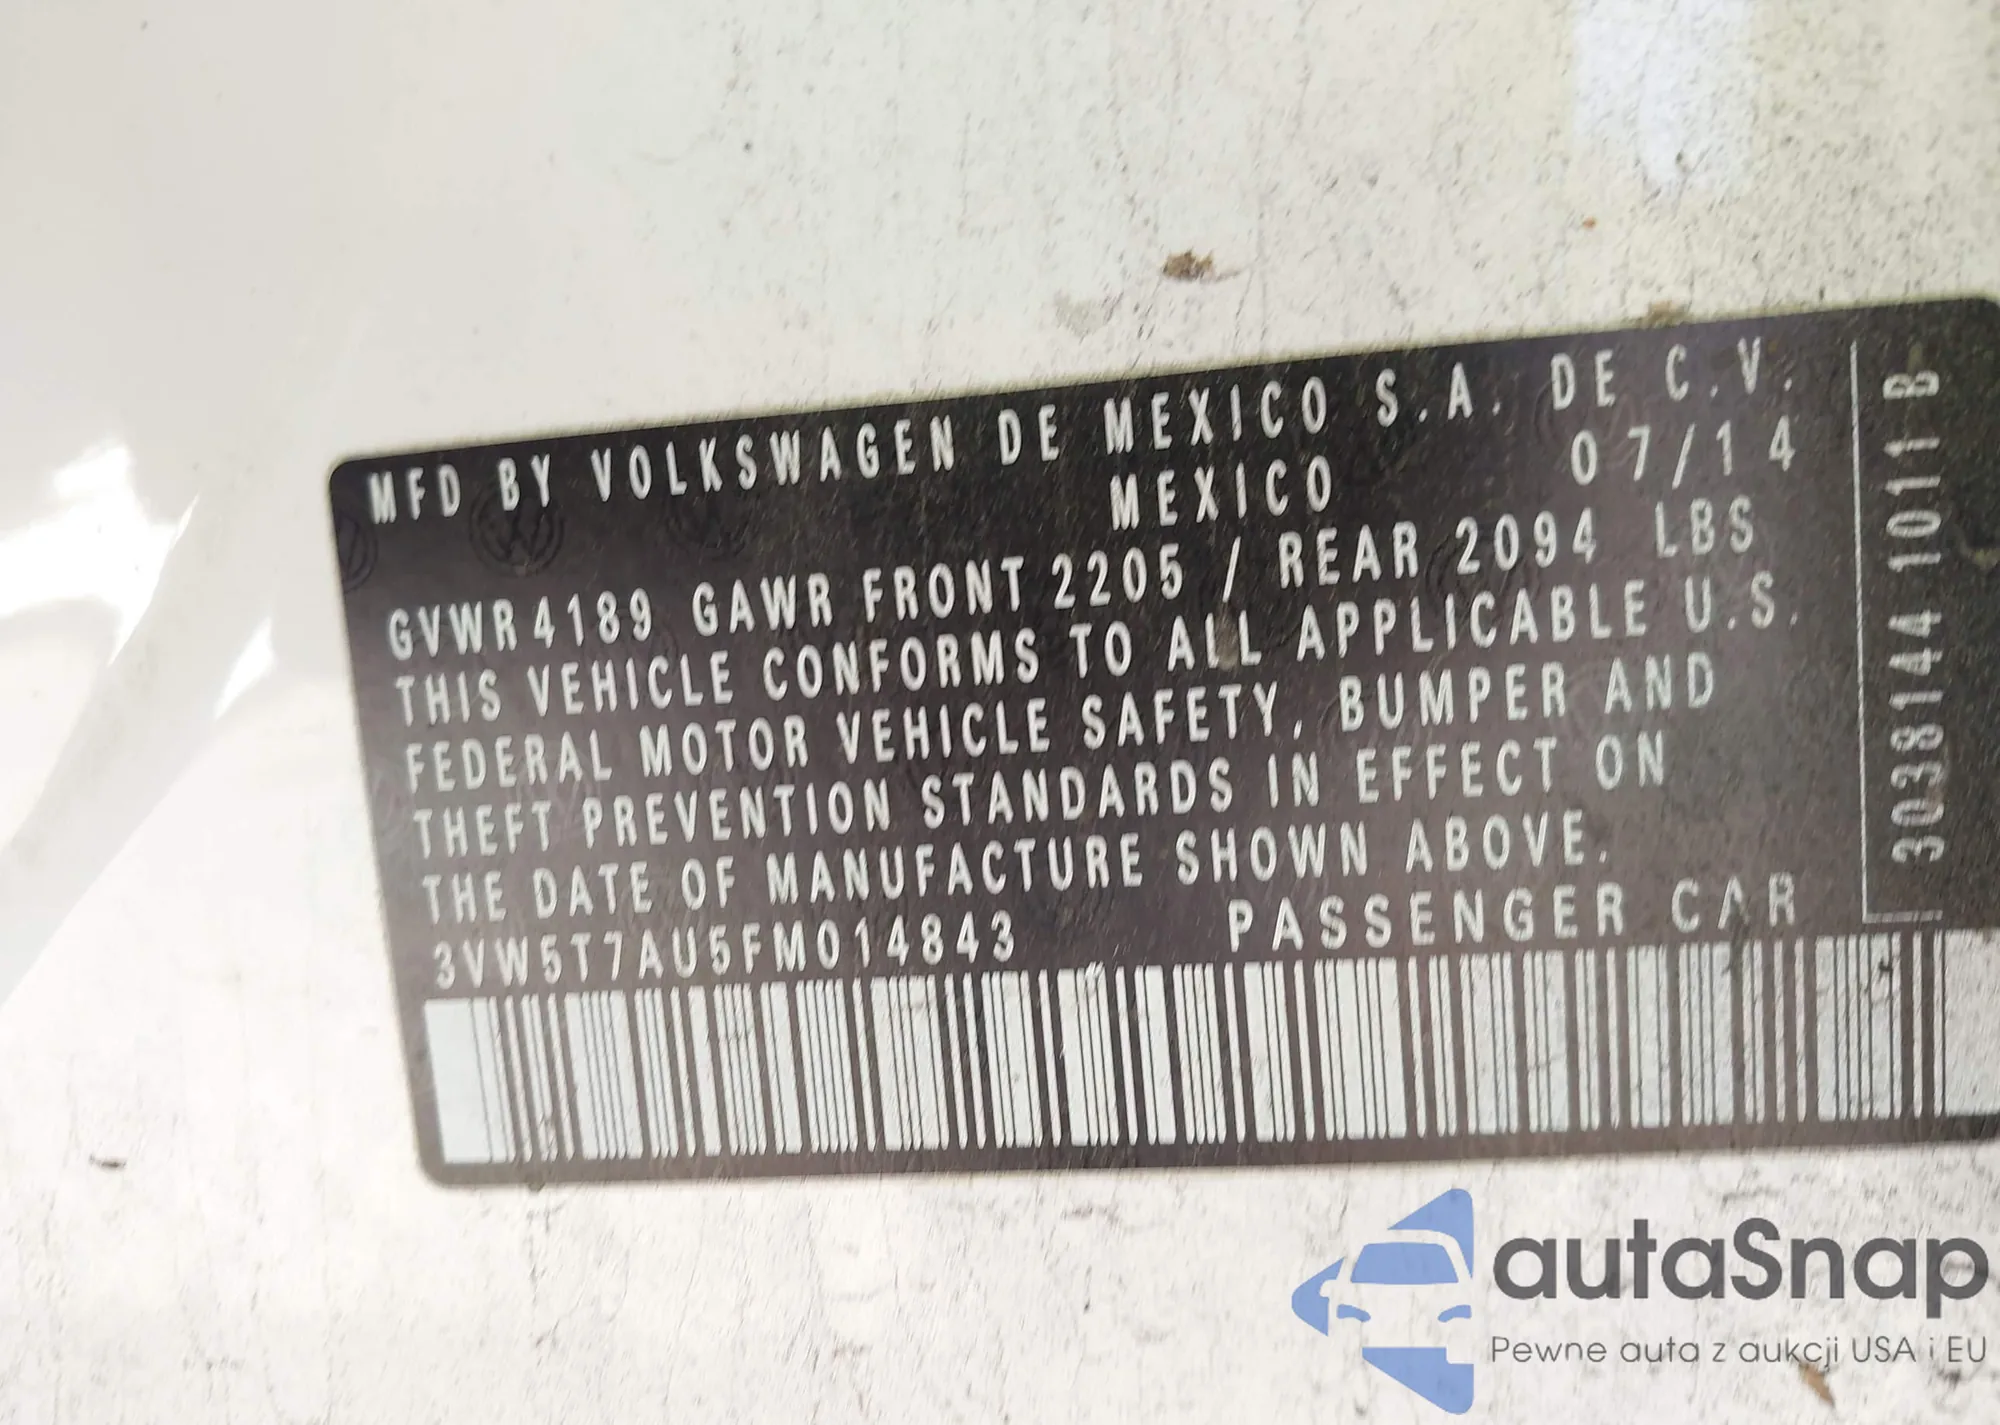 MFD BY VOLKSWAGEN DE MEXICO S.A. DE C.V.
MEXICO 07/14
GVWR 4189 GAWR FRONT 2205 / REAR 2094 LBS
THIS VEHICLE CONFORMS TO ALL APPLICABLE U.S.
FEDERAL MOTOR VEHICLE SAFETY, BUMPER AND
THEFT PREVENTION STANDARDS IN EFFECT ON
THE DATE OF MANUFACTURE SHOWN ABOVE.
3VW5T7AU5FM014843 PASSENGER CAR
3038144 1011 B
autaSnap
Pewne auta z aukcji USA i EU